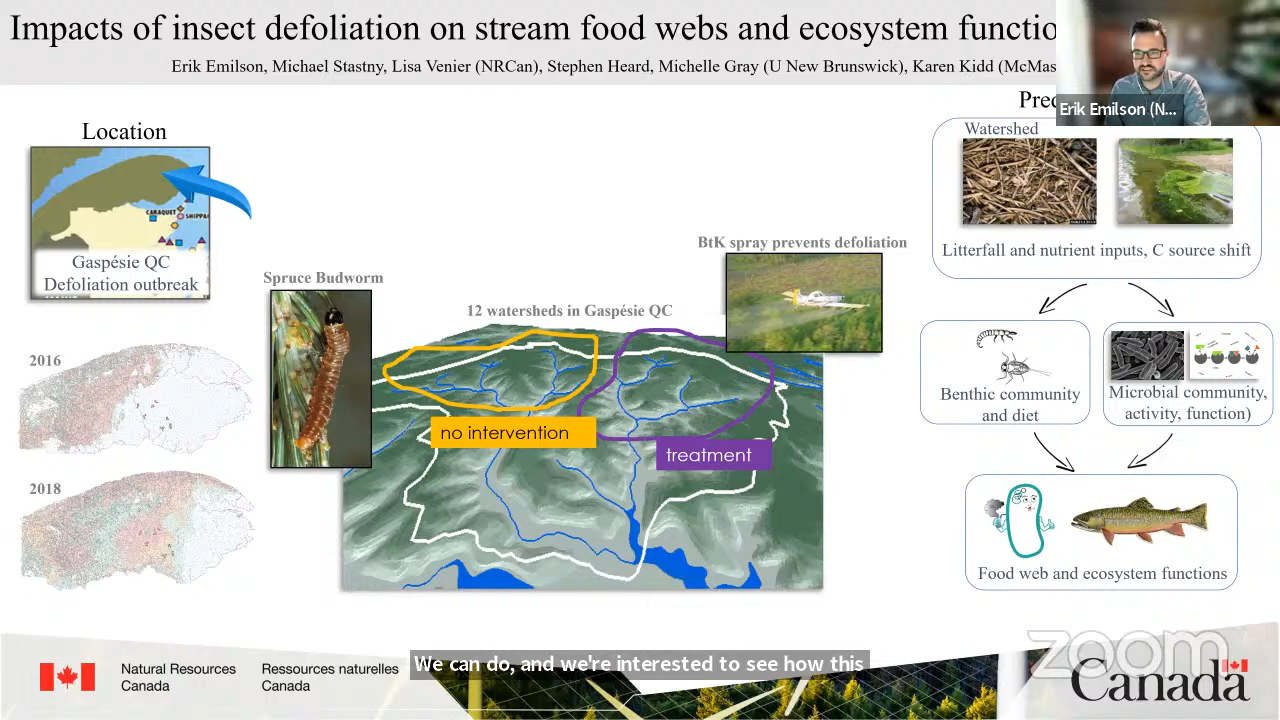 Impacts of insect defoliation on stream food webs and ecosystem functio
Erik Emilson, Michael Stastny, Lisa Venier (NRCan), Stephen Heard, Michelle Gray (U New Brunswick), Karen Kidd (McMas
Erik Emilson (N...
Location
CARAQUET
SHIPPAG
Gaspésie QC
Defoliation outbreak
2016
2018
Spruce Budworm
12 watersheds in Gaspésie QC
BtK spray prevents defoliation
no intervention
treatment
Pred
Watershed
Litterfall and nutrient inputs, C source shift
Benthic community
and diet
Microbial community,
activity, function)
Food web and ecosystem functions
We can do, and we're interested to see how this
Natural Resources
Canada
Ressources naturelles
Canada
zoom
Canada